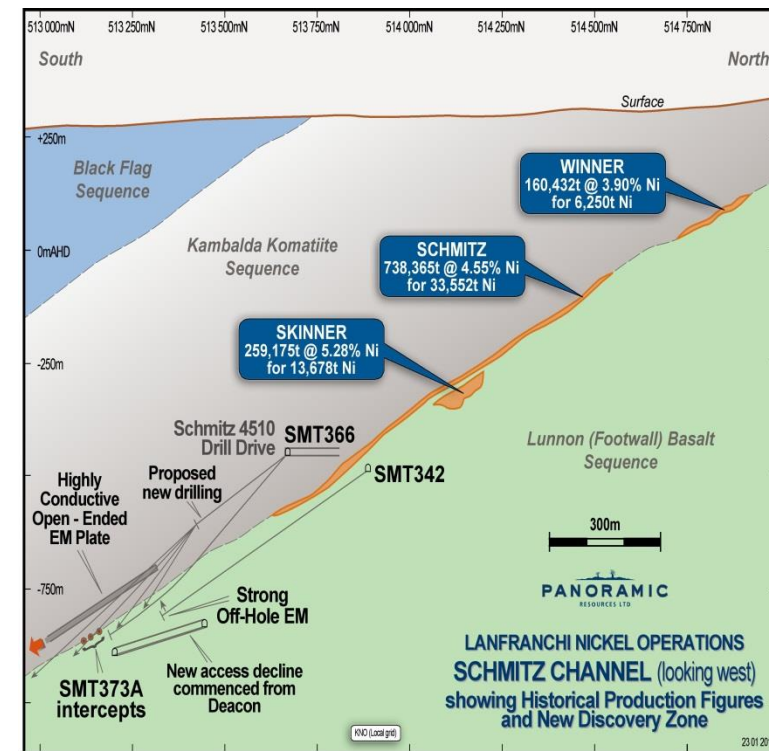 513 000mN 513 250mN 513 500mN 513 750mN 514 000mN 514 250mN 514 500mN 514 750mN
South
North
Surface
+250m
Black Flag
Sequence
WINNER
160,432t @ 3.90% Ni
for 6,250t Ni
0mAHD
Kambalda Komatiite
Sequence
SCHMITZ
738,365t @ 4.55% Ni
for 33,552t Ni
-250m
SKINNER
259,175t @ 5.28% Ni
for 13,678t Ni
Schmitz 4510
Drill Drive
SMT366
SMT342
Lunnon (Footwall) Basalt
Sequence
Highly
Conductive
Open - Ended
EM Plate
Proposed
new drilling
300m
-750m
Strong
Off-Hole EM
PANORAMIC
RESOURCES LTD
SMT373A
intercepts
New access decline
commenced from
Deacon
LANFRANCHI NICKEL OPERATIONS
SCHMITZ CHANNEL (looking west)
showing Historical Production Figures
and New Discovery Zone
KNO (Local grid)
23 01 20